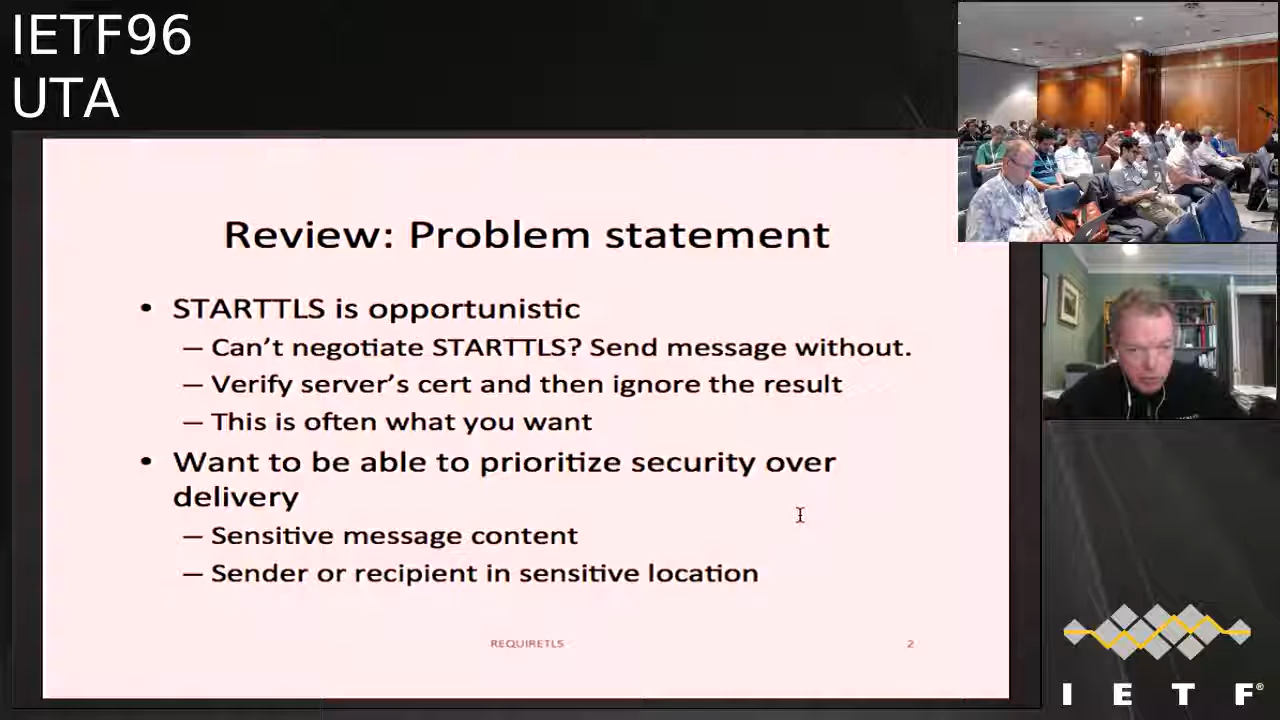 IETF96
UTA
Review: Problem statement
• STARTTLS is opportunistic
– Can’t negotiate STARTTLS? Send message without.
– Verify server’s cert and then ignore the result
– This is often what you want
• Want to be able to prioritize security over
delivery
– Sensitive message content
– Sender or recipient in sensitive location
REQUIRETLS 2
I E T F®